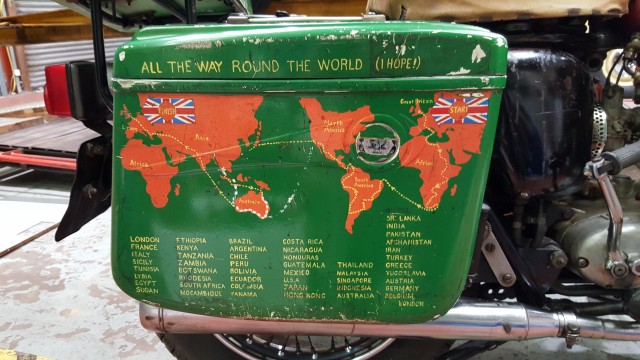 ALL THE WAY ROUND THE WORLD (I HOPE!)
FINISH
Great Britain
START
North America
Asia
Africa
Africa
South America
Australia
LONDON
FRANCE
ITALY
SICILY
TUNISIA
LYBIA
EGYPT
SUDAN
ETHIOPIA
KENYA
TANZANIA
ZAMBIA
BOTSWANA
RHODESIA
SOUTH AFRICA
MOCAMBIQUE
BRAZIL
ARGENTINA
CHILE
PERU
BOLIVIA
ECUADOR
COLOMBIA
PANAMA
COSTA RICA
NICARAGUA
HONDURAS
GUATEMALA
MEXICO
U.S.A
JAPAN
HONG KONG
THAILAND
MALAYSIA
SINGAPORE
INDONESIA
AUSTRALIA
SRI LANKA
INDIA
PAKISTAN
AFGHANISTAN
IRAN
TURKEY
GREECE
YUGOSLAVIA
AUSTRIA
GERMANY
BELGIUM
LONDON